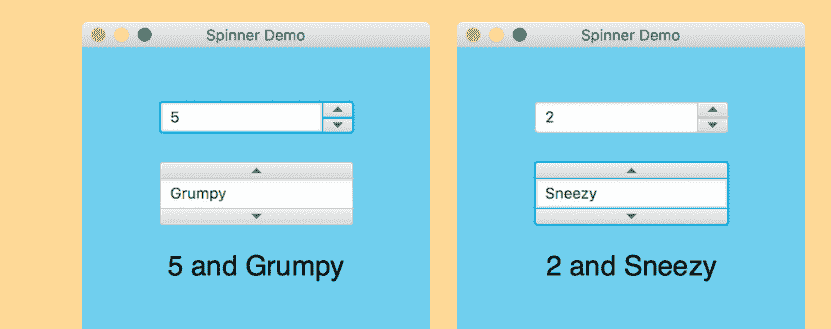 Spinner Demo
5
Grumpy
5 and Grumpy
Spinner Demo
2
Sneezy
2 and Sneezy